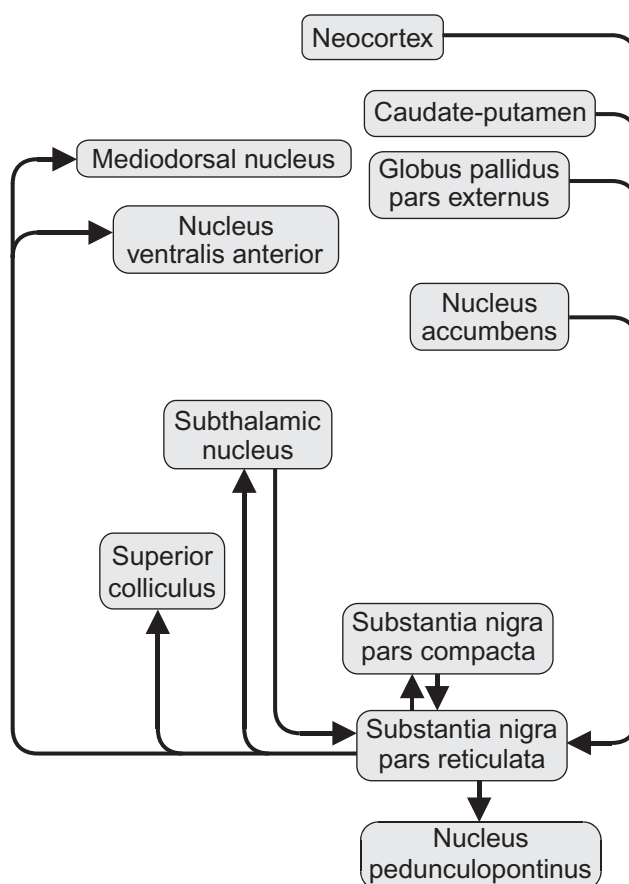 Neocortex
Caudate-putamen
Mediodorsal nucleus
Globus pallidus
pars externus
Nucleus
ventralis anterior
Nucleus
accumbens
Subthalamic
nucleus
Superior
colliculus
Substantia nigra
pars compacta
Substantia nigra
pars reticulata
Nucleus
pedunculopontinus